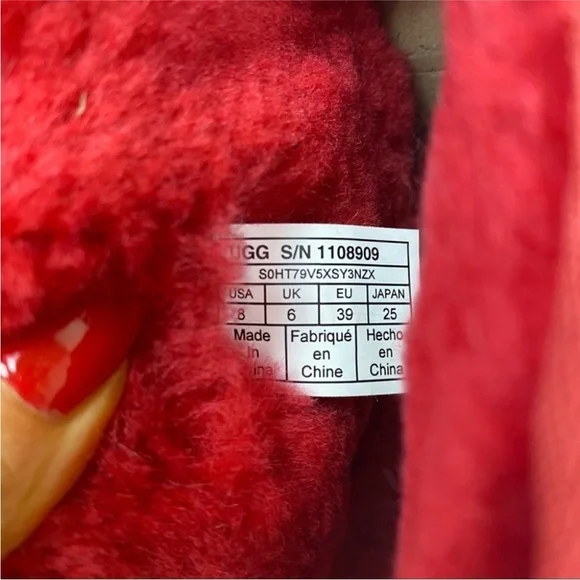 UGG S/N 1108909
S0HT79V5XSY3NZX
USA UK EU JAPAN
8 6 39 25
Made Fabriqué Hecho
in en en
China Chine China